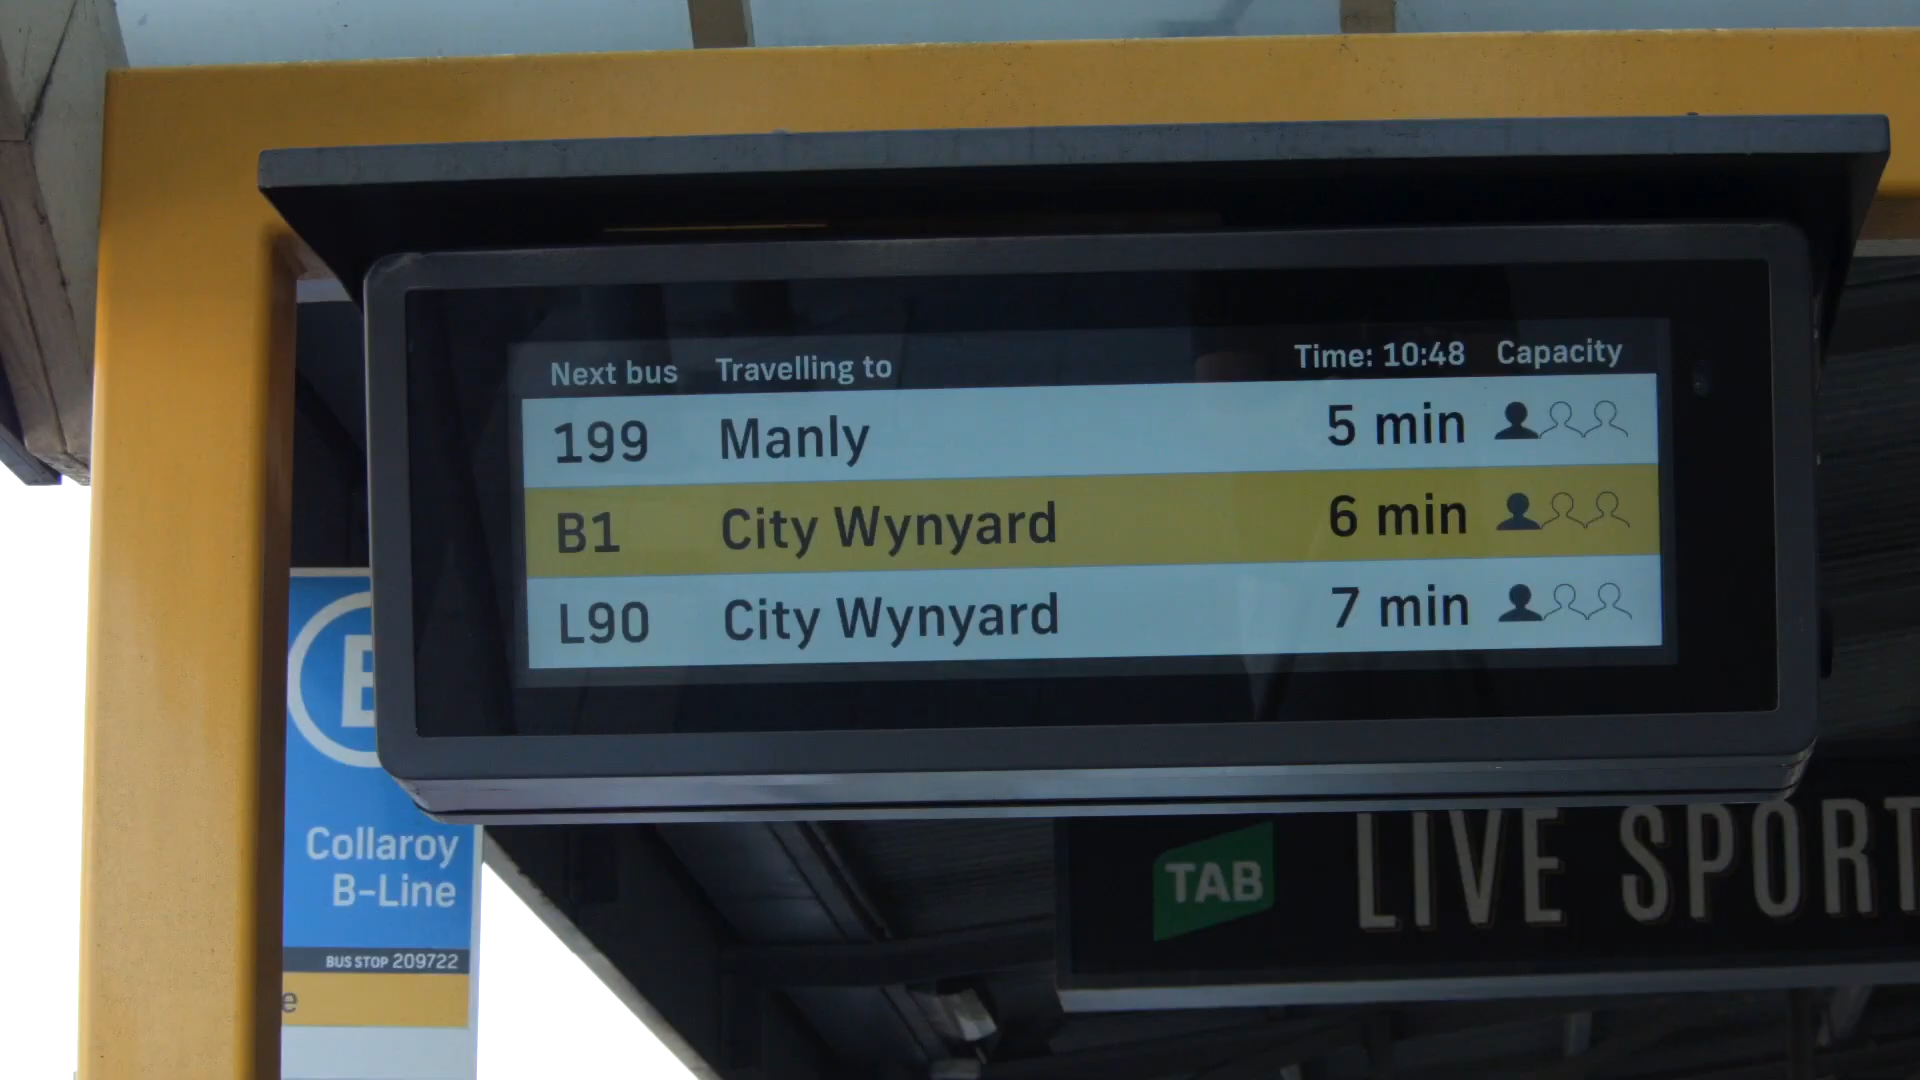 Next bus Travelling to Time: 10:48 Capacity
199 Manly 5 min
B1 City Wynyard 6 min
L90 City Wynyard 7 min
B
Collaroy
B-Line
BUS STOP 209722
e
TAB LIVE SPORT